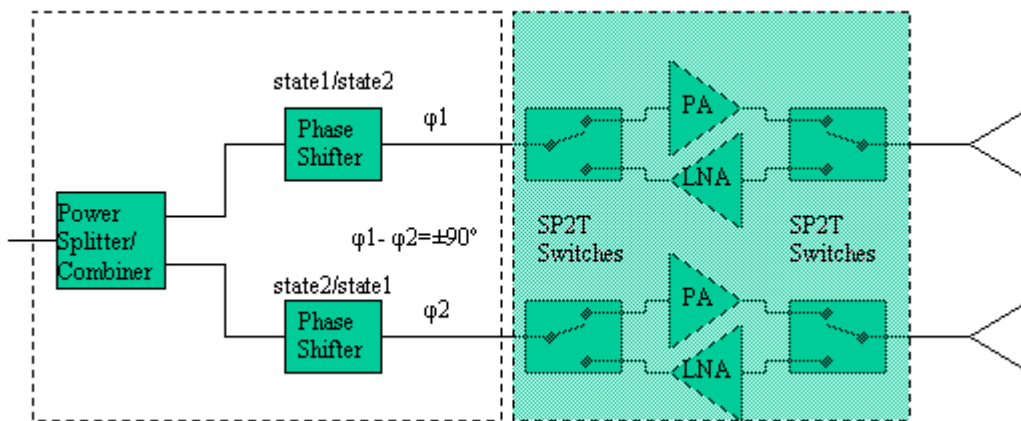 state1/state2
Phase
Shifter
φ1
PA
LNA
Power
Splitter/
Combiner
φ1- φ2=±90°
SP2T
Switches
SP2T
Switches
state2/state1
Phase
Shifter
φ2
PA
LNA